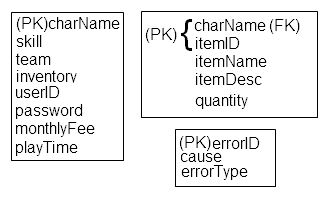 (PK)charName
skill
team
inventory
userID
password
monthlyFee
playTime
(PK) { charName (FK)
itemID
itemName
itemDesc
quantity
(PK)errorID
cause
errorType